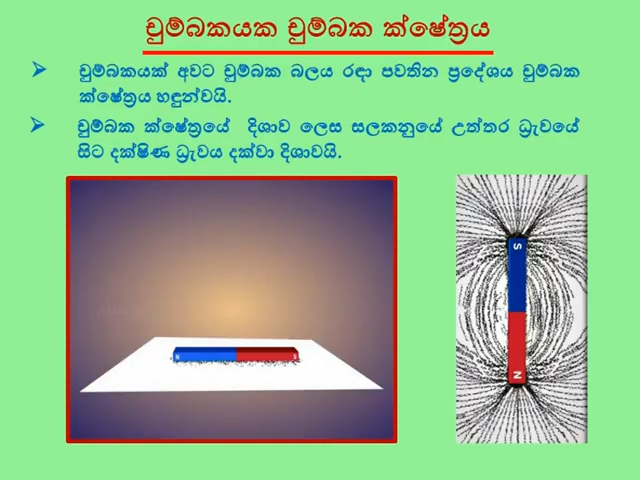 චුම්බකයක චුම්බක ක්ෂේත්‍රය
චුම්බකයක් අවට චුම්බක බලය රඳා පවතින ප්‍රදේශය චුම්බක
ක්ෂේත්‍රය හඳුන්වයි.
චුම්බක ක්ෂේත්‍රයේ දිශාව ලෙස සලකනුයේ උත්තර ධ්‍රැවයේ
සිට දක්ෂිණ ධ්‍රැවය දක්වා දිශාවයි.
S
N